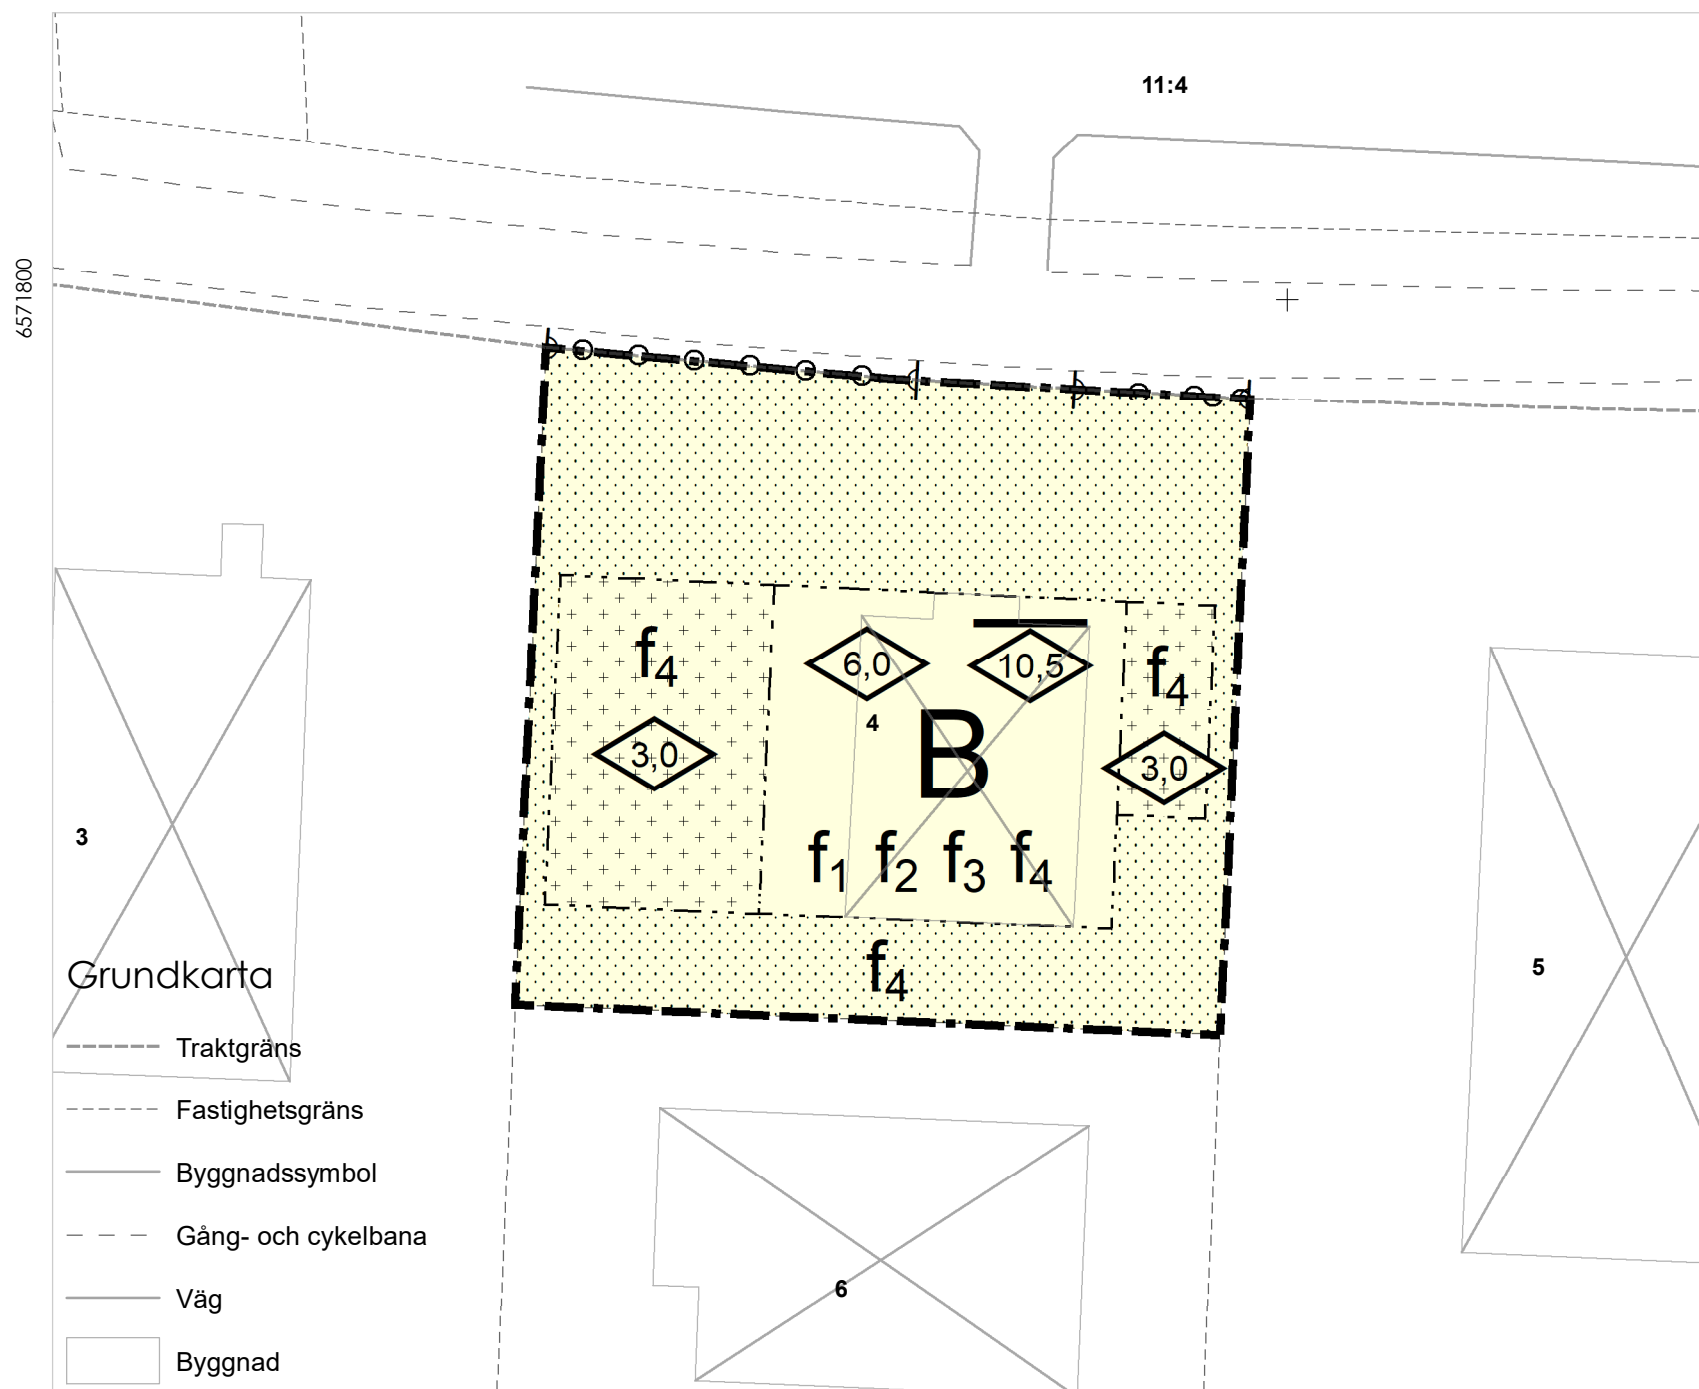 11:4
6571800
f4
6,0
10,5
f4
4
3,0
B
3,0
3
f1 f2 f3 f4
f4
5
Grundkarta
Traktgräns
Fastighetsgräns
Byggnadssymbol
Gång- och cykelbana
6
Väg
Byggnad